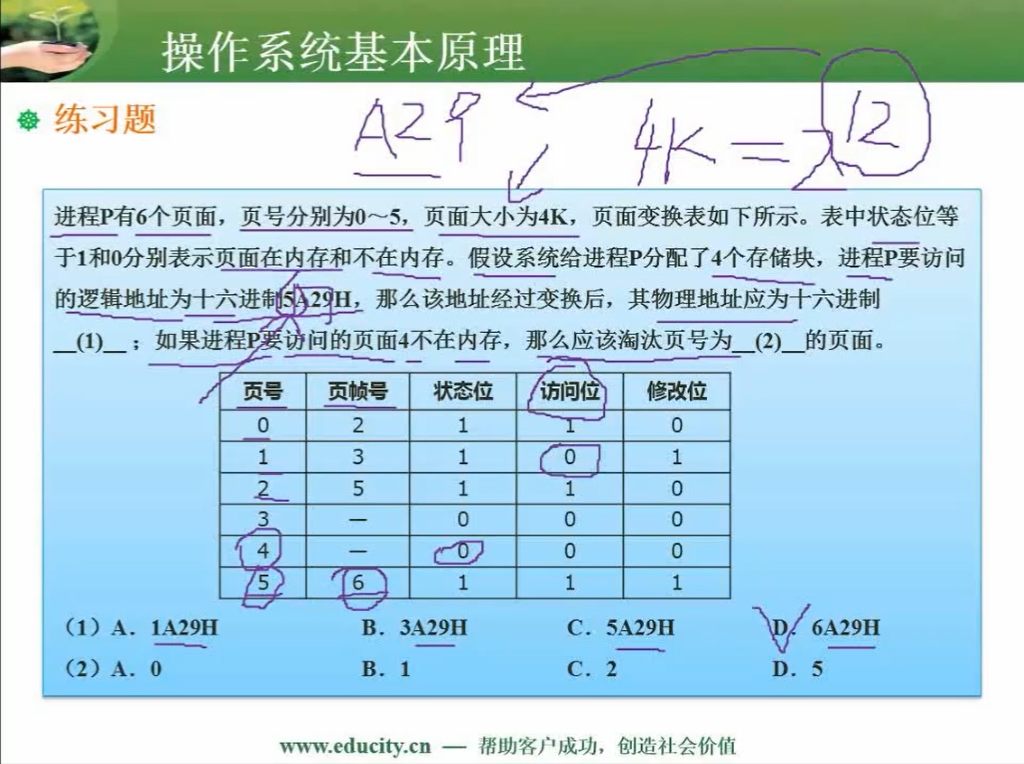 操作系统基本原理
练习题
A29
4K=2 12
进程P有6个页面，页号分别为0～5，页面大小为4K，页面变换表如下所示。表中状态位等
于1和0分别表示页面在内存和不在内存。假设系统给进程P分配了4个存储块，进程P要访问
的逻辑地址为十六进制5A29H，那么该地址经过变换后，其物理地址应为十六进制
__(1)__；如果进程P要访问的页面4不在内存，那么应该淘汰页号为__(2)__的页面。
页号 页帧号 状态位 访问位 修改位
0 2 1 1 0
1 3 1 0 1
2 5 1 1 0
3 — 0 0 0
4 — 0 0 0
5 6 1 1 1
（1）A．1A29H B．3A29H C．5A29H D．6A29H
（2）A．0 B．1 C．2 D．5
www.educity.cn — 帮助客户成功，创造社会价值